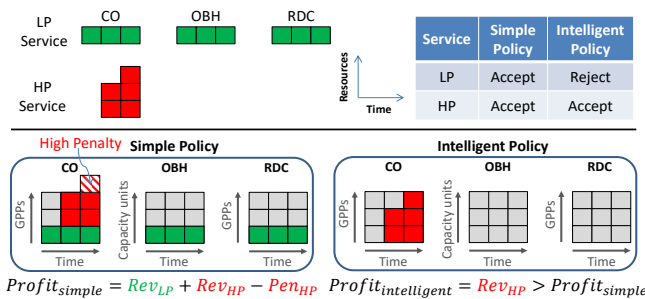 LP Service
CO OBH RDC
HP Service
Resources
Time
Service Simple Policy Intelligent Policy
LP Accept Reject
HP Accept Accept
High Penalty
Simple Policy
CO OBH RDC
GPPs
Time
Capacity units
Time
GPPs
Time
Profit_simple = Rev_LP + Rev_HP − Pen_HP
Intelligent Policy
CO OBH RDC
GPPs
Time
Capacity units
Time
GPPs
Time
Profit_intelligent = Rev_HP > Profit_simple